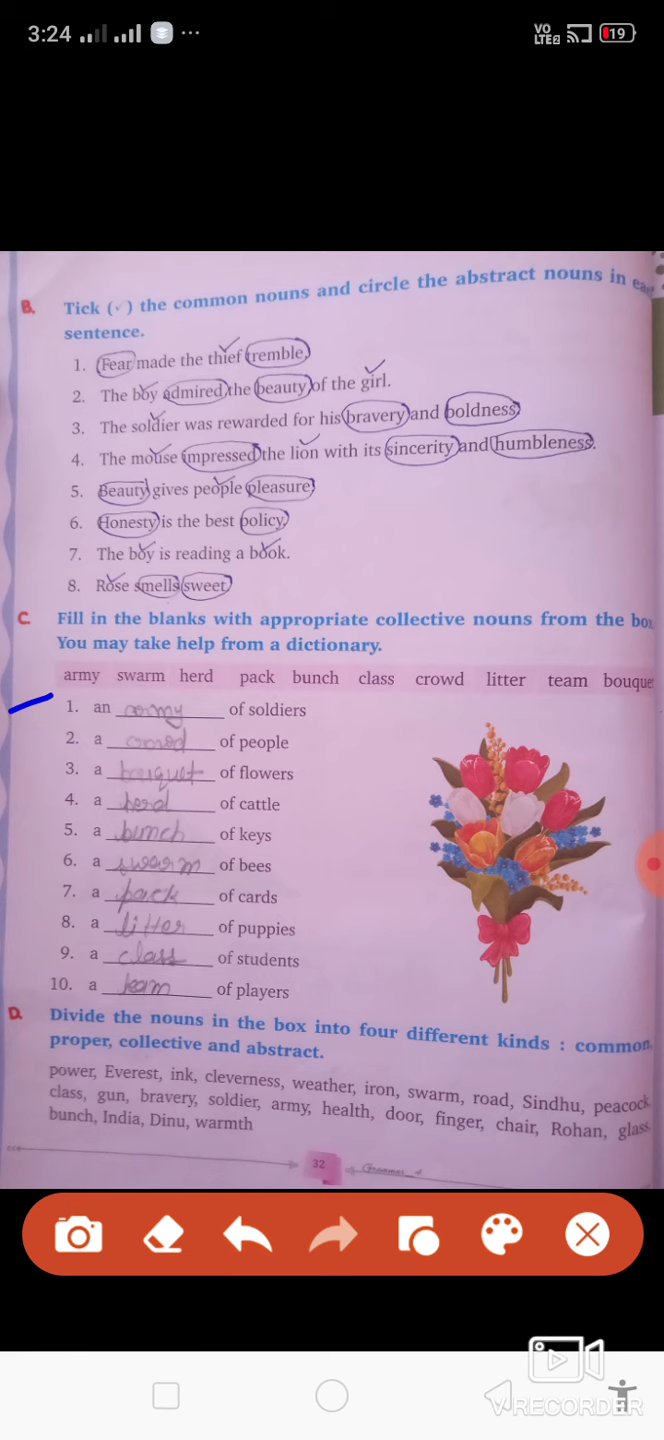 3:24
VO
LTE2
19
B. Tick (✓) the common nouns and circle the abstract nouns in
sentence.
1. Fear made the thief tremble.
2. The boy admired the beauty of the girl.
3. The soldier was rewarded for his bravery and boldness.
4. The mouse impressed the lion with its sincerity and humbleness.
5. Beauty gives people pleasure.
6. Honesty is the best policy.
7. The boy is reading a book.
8. Rose smells sweet.
C. Fill in the blanks with appropriate collective nouns from the
You may take help from a dictionary.
army swarm herd pack bunch class crowd litter team
1. an army of soldiers
2. a crowd of people
3. a bouquet of flowers
4. a herd of cattle
5. a bunch of keys
6. a swarm of bees
7. a pack of cards
8. a litter of puppies
9. a class of students
10. a team of players
D. Divide the nouns in the box into four different kinds : common,
proper, collective and abstract.
power, Everest, ink, cleverness, weather, iron, swarm, road, Sindhu, peacock,
class, gun, bravery, soldier, army, health, door, finger, chair, Rohan, glass,
bunch, India, Dinu, warmth
32
V RECORDER